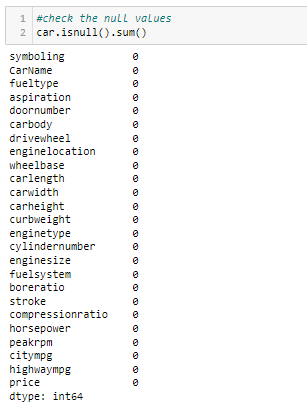 1 #check the null values
2 car.isnull().sum()
symboling 0
CarName 0
fueltype 0
aspiration 0
doornumber 0
carbody 0
drivewheel 0
enginelocation 0
wheelbase 0
carlength 0
carwidth 0
carheight 0
curbweight 0
enginetype 0
cylindernumber 0
enginesize 0
fuelsystem 0
boreratio 0
stroke 0
compressionratio 0
horsepower 0
peakrpm 0
citympg 0
highwaympg 0
price 0
dtype: int64